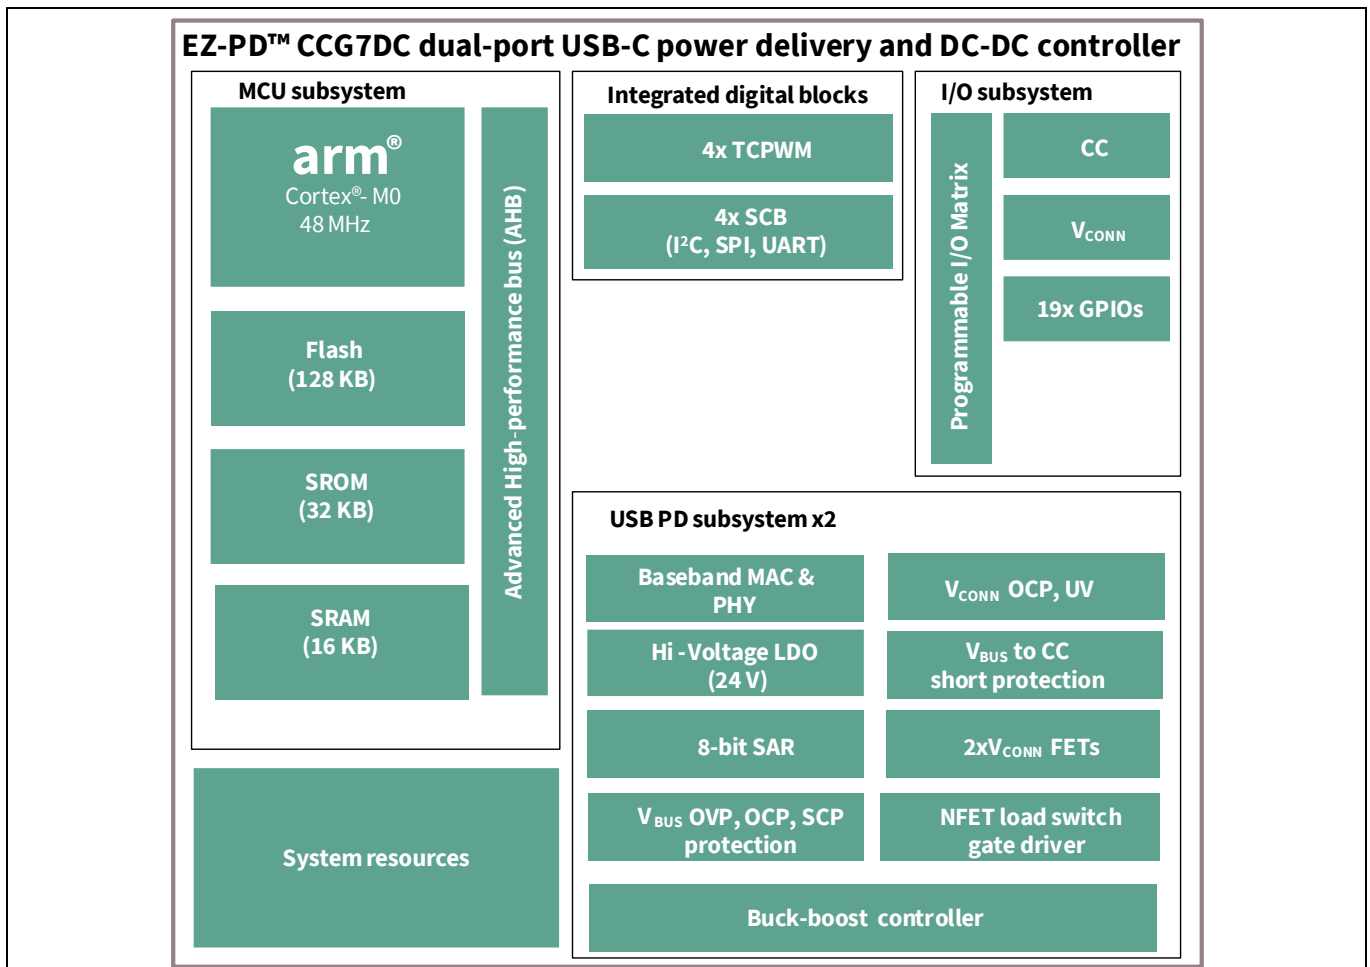 EZ-PD™ CCG7DC dual-port USB-C power delivery and DC-DC controller
MCU subsystem
arm®
Cortex®- M0
48 MHz
Flash
(128 KB)
SROM
(32 KB)
SRAM
(16 KB)
Advanced High-performance bus (AHB)
System resources
Integrated digital blocks
4x TCPWM
4x SCB
(I²C, SPI, UART)
I/O subsystem
Programmable I/O Matrix
CC
VCONN
19x GPIOs
USB PD subsystem x2
Baseband MAC &
PHY
Hi -Voltage LDO
(24 V)
8-bit SAR
VBUS OVP, OCP, SCP
protection
VCONN OCP, UV
VBUS to CC
short protection
2xVCONN FETs
NFET load switch
gate driver
Buck-boost controller